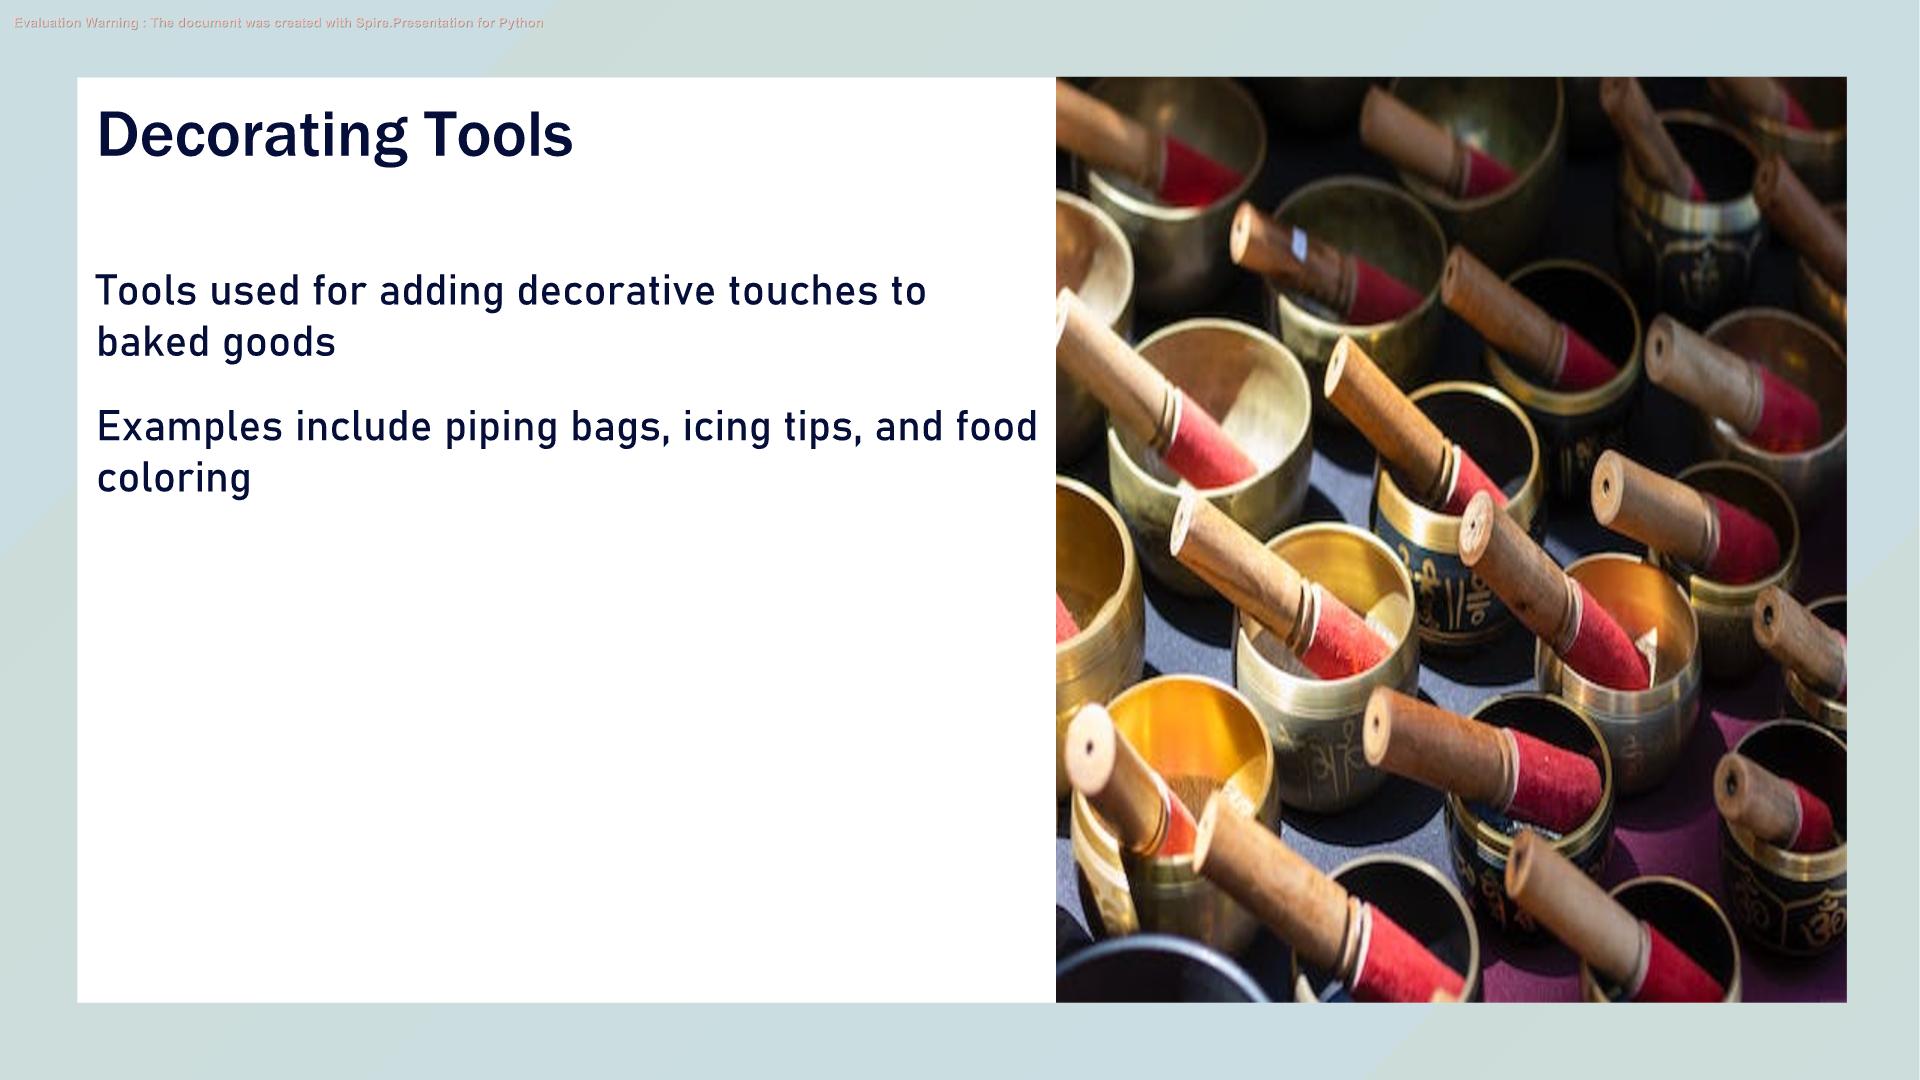 Evaluation Warning : The document was created with Spire.Presentation for Python
Decorating Tools
Tools used for adding decorative touches to
baked goods
Examples include piping bags, icing tips, and food
coloring